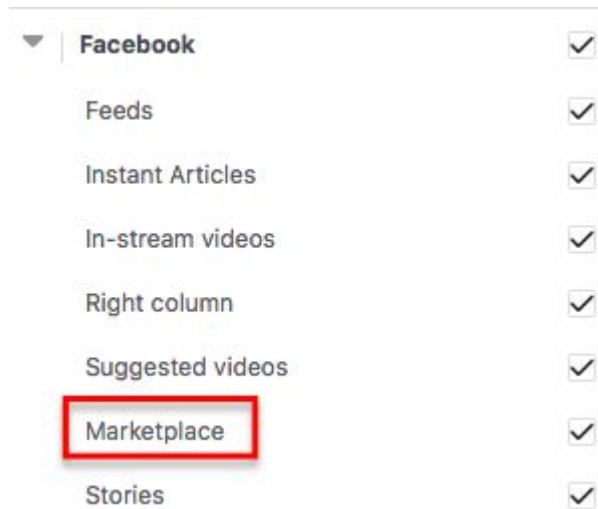 Facebook
Feeds
Instant Articles
In-stream videos
Right column
Suggested videos
Marketplace
Stories